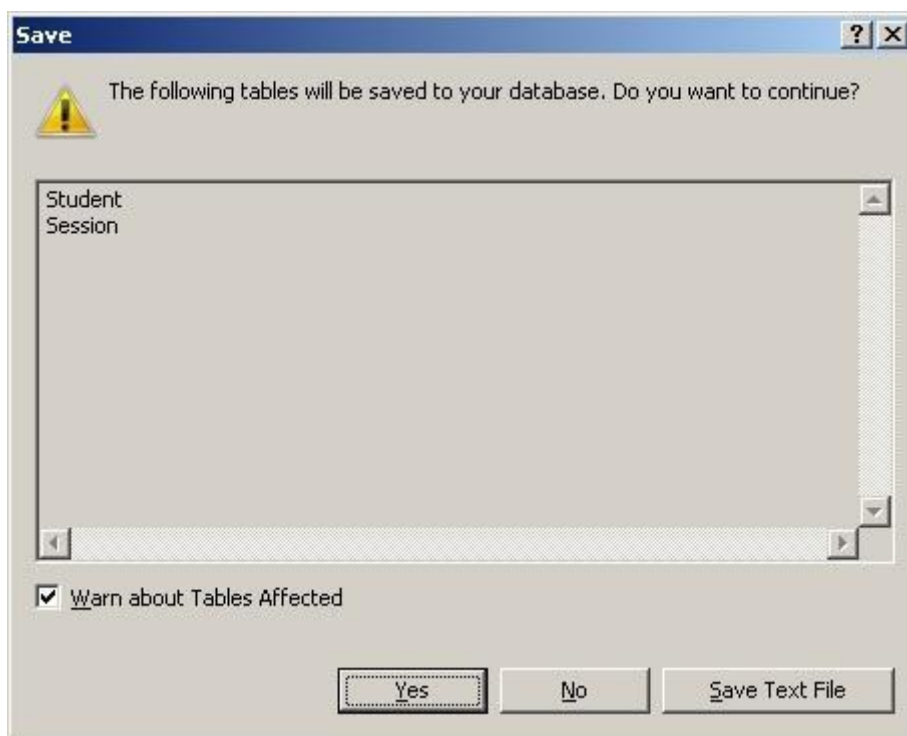 Save
The following tables will be saved to your database. Do you want to continue?
Student
Session
Warn about Tables Affected
Yes No Save Text File